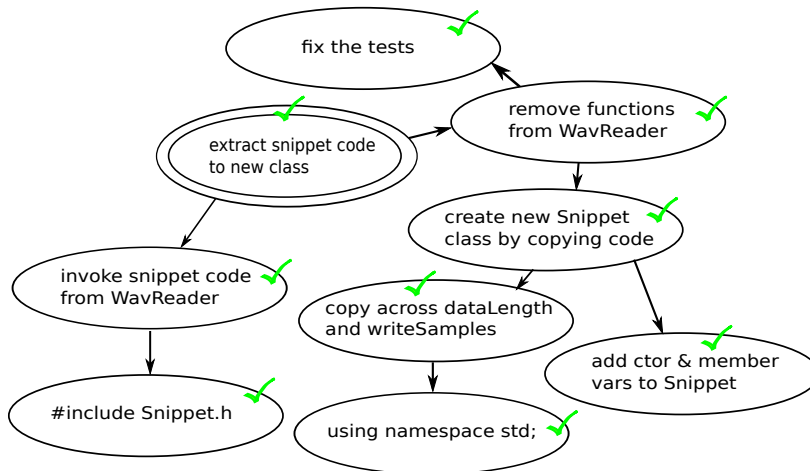 fix the tests
remove functions
from WavReader
extract snippet code
to new class
create new Snippet
class by copying code
invoke snippet code
from WavReader
copy across dataLength
and writeSamples
add ctor & member
vars to Snippet
#include Snippet.h
using namespace std;